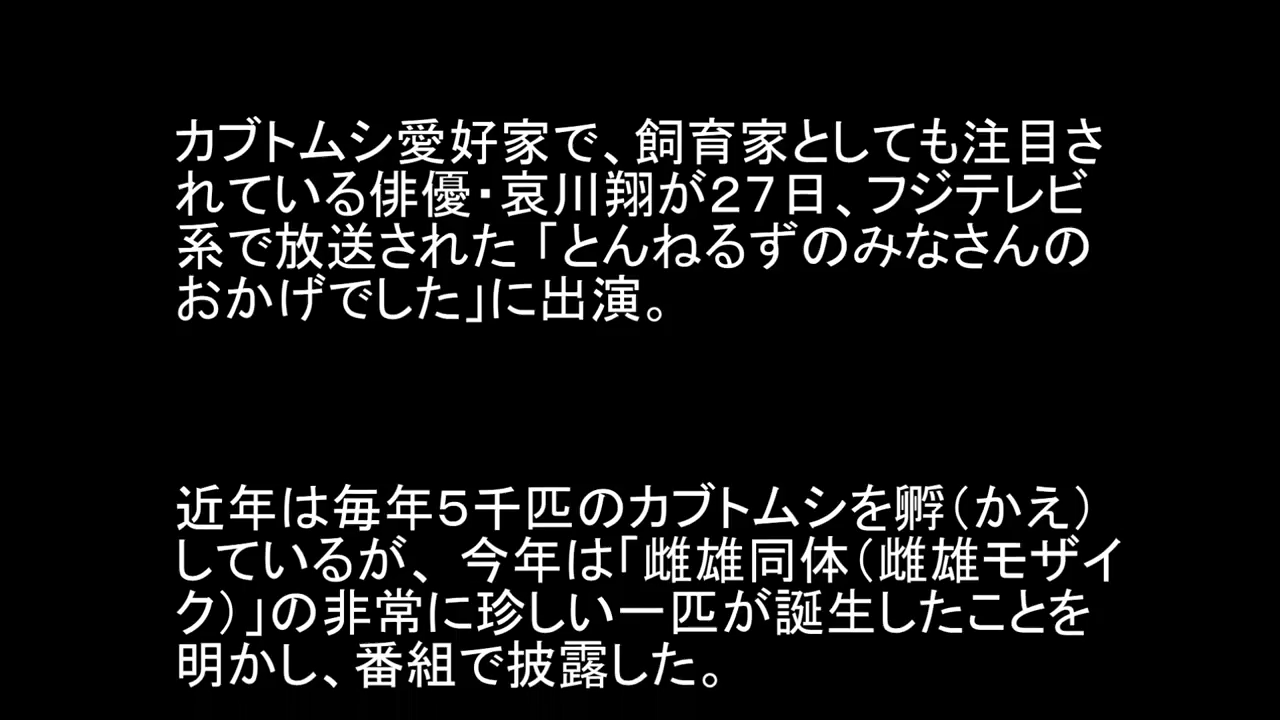 カブトムシ愛好家で、飼育家としても注目さ
れている俳優・哀川翔が２７日、フジテレビ
系で放送された「とんねるずのみなさんの
おかげでした」に出演。
近年は毎年５千匹のカブトムシを孵（かえ）
しているが、今年は「雌雄同体（雌雄モザイ
ク）」の非常に珍しい一匹が誕生したことを
明かし、番組で披露した。